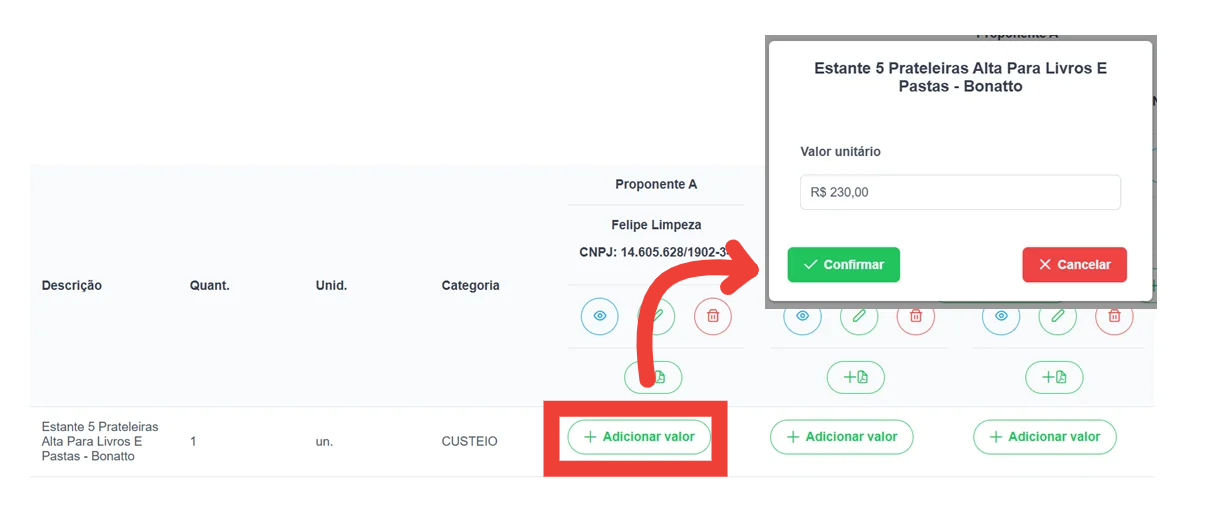 Proponente A
Estante 5 Prateleiras Alta Para Livros E
Pastas - Bonatto
Valor unitário
R$ 230,00
Confirmar
Cancelar
Proponente A
Felipe Limpeza
CNPJ: 14.605.628/1902-3
Descrição
Quant.
Unid.
Categoria
Estante 5 Prateleiras
Alta Para Livros E
Pastas - Bonatto
1
un.
CUSTEIO
Adicionar valor
Adicionar valor
Adicionar valor